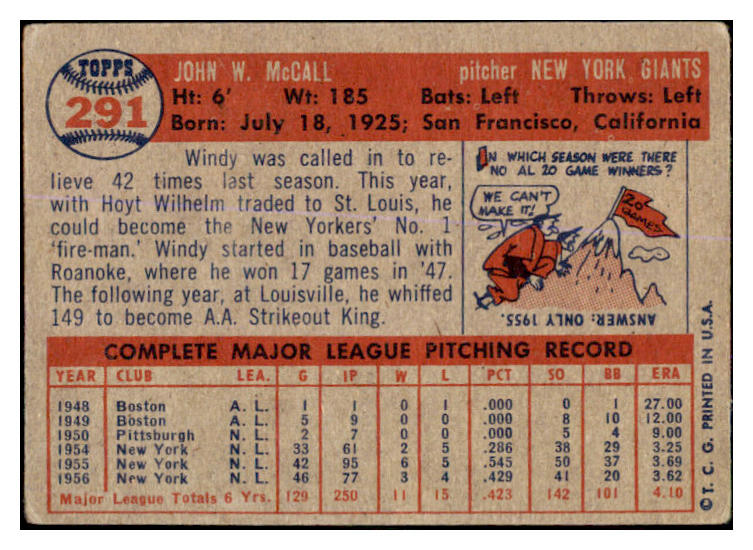 TOPPS
291
JOHN W. McCALL pitcher NEW YORK GIANTS
Ht: 6' Wt: 185 Bats: Left Throws: Left
Born: July 18, 1925; San Francisco, California
Windy was called in to re-
lieve 42 times last season. This year,
with Hoyt Wilhelm traded to St. Louis, he
could become the New Yorkers' No. 1
'fire-man.' Windy started in baseball with
Roanoke, where he won 17 games in '47.
The following year, at Louisville, he whiffed
149 to become A.A. Strikeout King.
IN WHICH SEASON WERE THERE
NO AL 20 GAME WINNERS?
WE CAN'T
MAKE IT!
20
GAMES
ANSWER: ONLY 1955.
COMPLETE MAJOR LEAGUE PITCHING RECORD
YEAR CLUB LEA. G IP W L PCT SO BB ERA
1948 Boston A. L. 1 1 0 1 .000 0 1 27.00
1949 Boston A. L. 5 9 0 0 .000 8 10 12.00
1950 Pittsburgh N. L. 2 7 0 0 .000 5 4 9.00
1954 New York N. L. 33 61 2 5 .286 38 29 3.25
1955 New York N. L. 42 95 6 5 .545 50 37 3.69
1956 New York N. L. 46 77 3 4 .429 41 20 3.62
Major League Totals 6 Yrs. 129 250 11 15 .423 142 101 4.10
©T. C. G. PRINTED IN U.S.A.